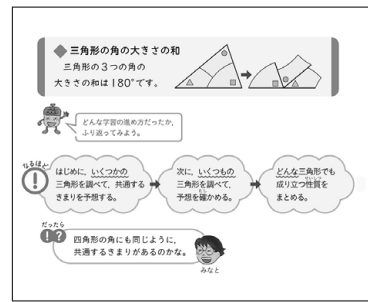 三角形の角の大きさの和
三角形の3つの角の
大きさの和は180°です。
どんな学習の進め方だったか、
ふり返ってみよう。
なるほど
!
はじめに、いくつかの
三角形を調べて、共通する
きまりを予想する。
次に、いくつもの
三角形を調べて、
予想を確かめる。
たし
どんな三角形でも
成り立つ性質を
せいしつ
まとめる。
だったら
!?
四角形の角にも同じように、
共通するきまりがあるのかな。
みなと